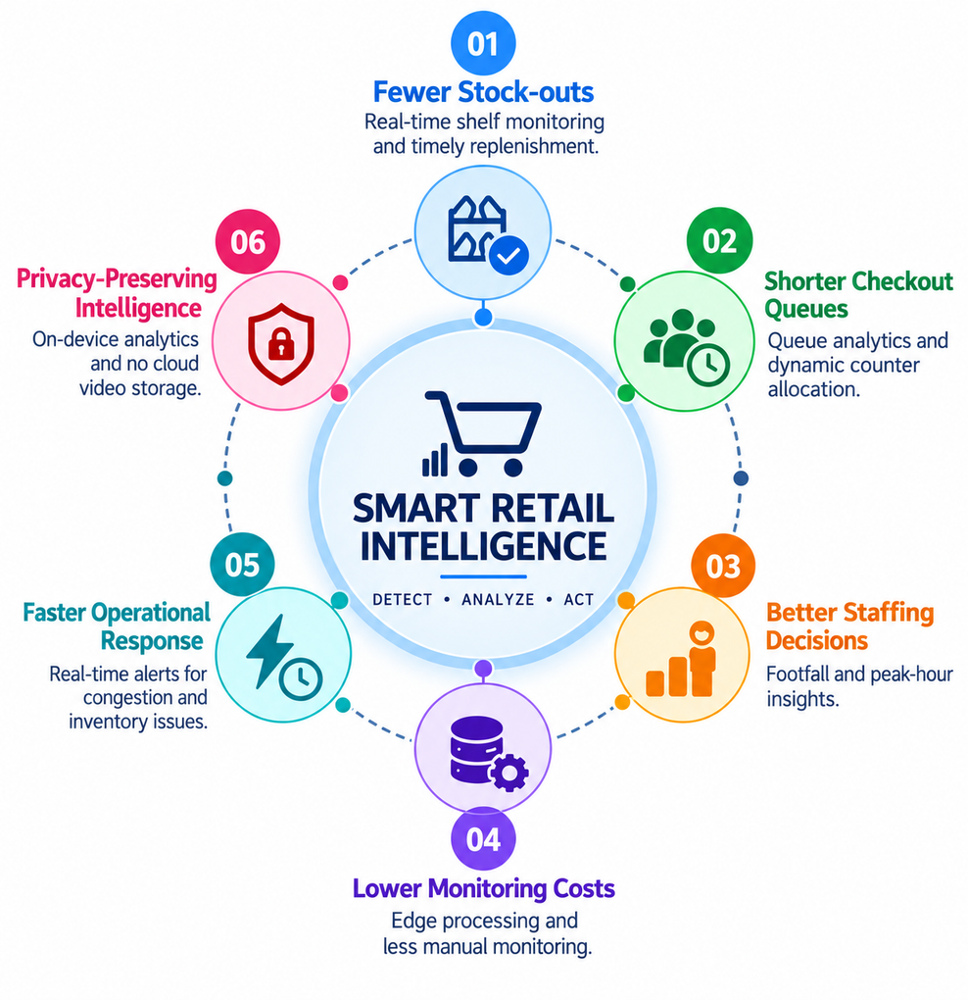 01
Fewer Stock-outs
Real-time shelf monitoring
and timely replenishment.
02
Shorter Checkout
Queues
Queue analytics and
dynamic counter
allocation.
03
Better Staffing
Decisions
Footfall and peak-hour
insights.
04
Lower Monitoring Costs
Edge processing and
less manual monitoring.
05
Faster Operational
Response
Real-time alerts for
congestion and
inventory issues.
06
Privacy-Preserving
Intelligence
On-device analytics
and no cloud
video storage.
SMART RETAIL
INTELLIGENCE
DETECT • ANALYZE • ACT